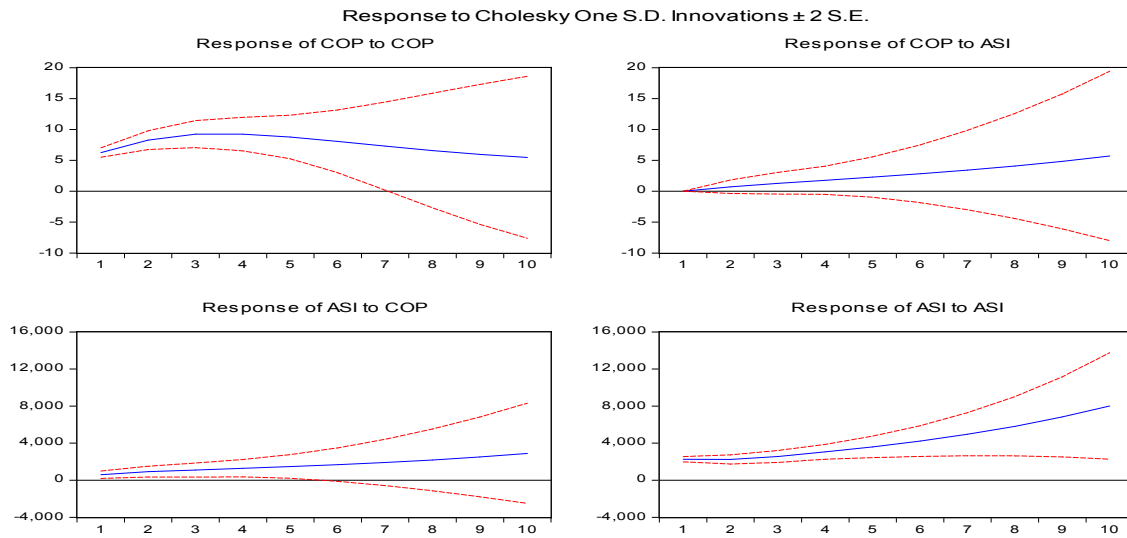 Response to Cholesky One S.D. Innovations ± 2 S.E.
Response of COP to COP
20
15
10
5
0
-5
-10
1 2 3 4 5 6 7 8 9 10
Response of COP to ASI
20
15
10
5
0
-5
-10
1 2 3 4 5 6 7 8 9 10
Response of ASI to COP
16,000
12,000
8,000
4,000
0
-4,000
1 2 3 4 5 6 7 8 9 10
Response of ASI to ASI
16,000
12,000
8,000
4,000
0
-4,000
1 2 3 4 5 6 7 8 9 10